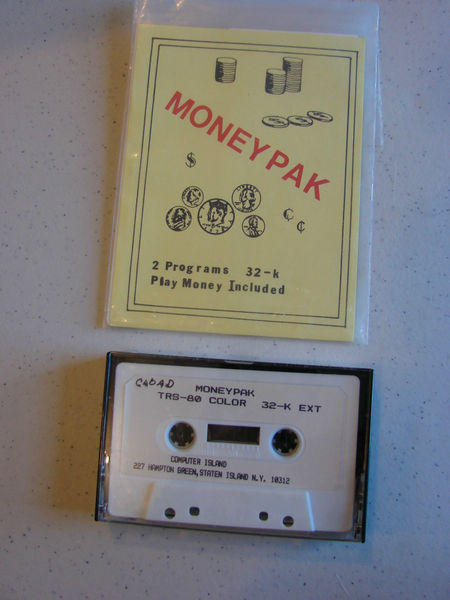 MONEYPAK
$
¢ ¢
2 Programs 32-k
Play Money Included
MONEYPAK
TRS-80 COLOR 32-K EXT
COMPUTER ISLAND
227 HAMPTON GREEN, STATEN ISLAND N.Y. 10312